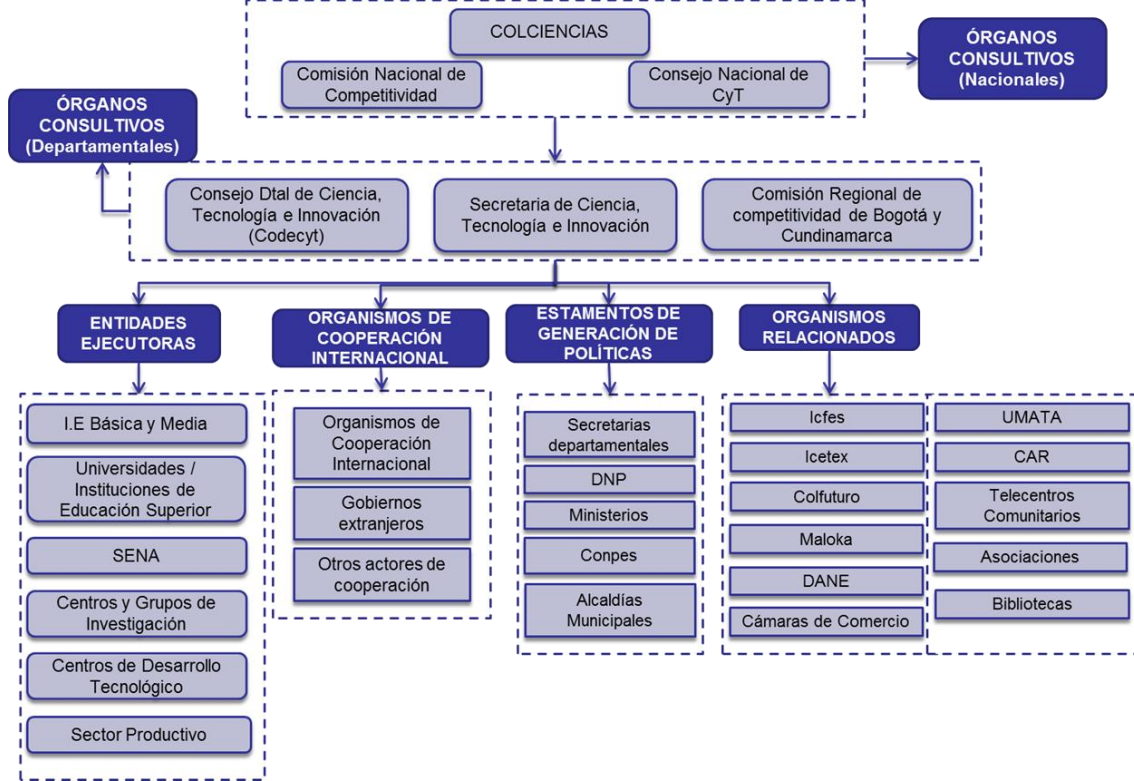 COLCIENCIAS
Comisión Nacional de
Competitividad
Consejo Nacional de
CyT
ÓRGANOS
CONSULTIVOS
(Nacionales)
ÓRGANOS
CONSULTIVOS
(Departamentales)
Consejo Dtal de Ciencia,
Tecnología e Innovación
(Codecyt)
Secretaria de Ciencia,
Tecnología e Innovación
Comisión Regional de
competitividad de Bogotá y
Cundinamarca
ENTIDADES
EJECUTORAS
I.E Básica y Media
Universidades /
Instituciones de
Educación Superior
SENA
Centros y Grupos de
Investigación
Centros de Desarrollo
Tecnológico
Sector Productivo
ORGANISMOS DE
COOPERACIÓN
INTERNACIONAL
Organismos de
Cooperación
Internacional
Gobiernos
extranjeros
Otros actores de
cooperación
ESTAMENTOS DE
GENERACIÓN DE
POLÍTICAS
Secretarias
departamentales
DNP
Ministerios
Conpes
Alcaldías
Municipales
ORGANISMOS
RELACIONADOS
Icfes
Icetex
Colfuturo
Maloka
DANE
Cámaras de Comercio
UMATA
CAR
Telecentros
Comunitarios
Asociaciones
Bibliotecas